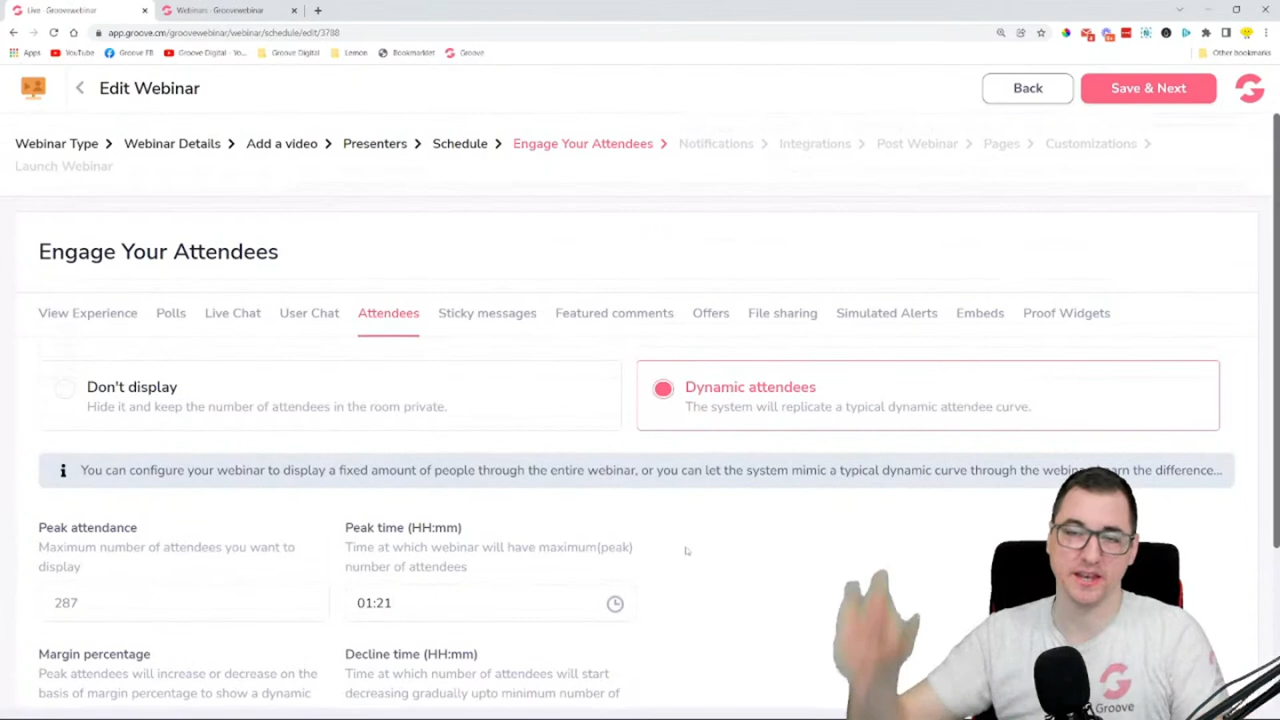 Live - Groovewebinar
Webinars - Groovewebinar
app.groove.cm/groovewebinar/webinar/schedule/edit/3788
Apps
YouTube
Groove FB
Groove Digital - Yo...
Groove Digital
Lemon
Bookmarklet
Groove
Other bookmarks
Edit Webinar
Back
Save & Next
Webinar Type
Webinar Details
Add a video
Presenters
Schedule
Engage Your Attendees
Notifications
Integrations
Post Webinar
Pages
Customizations
Launch Webinar
Engage Your Attendees
View Experience
Polls
Live Chat
User Chat
Attendees
Sticky messages
Featured comments
Offers
File sharing
Simulated Alerts
Embeds
Proof Widgets
Don't display
Hide it and keep the number of attendees in the room private.
Dynamic attendees
The system will replicate a typical dynamic attendee curve.
You can configure your webinar to display a fixed amount of people through the entire webinar, or you can let the system mimic a typical dynamic curve through the the difference...
Peak attendance
Maximum number of attendees you want to
display
287
Peak time (HH:mm)
Time at which webinar will have maximum(peak)
number of attendees
01:21
Margin percentage
Peak attendees will increase or decrease on the
basis of margin percentage to show a dynamic
Decline time (HH:mm)
Time at which number of attendees will start
decreasing gradually upto minimum number of
Groove